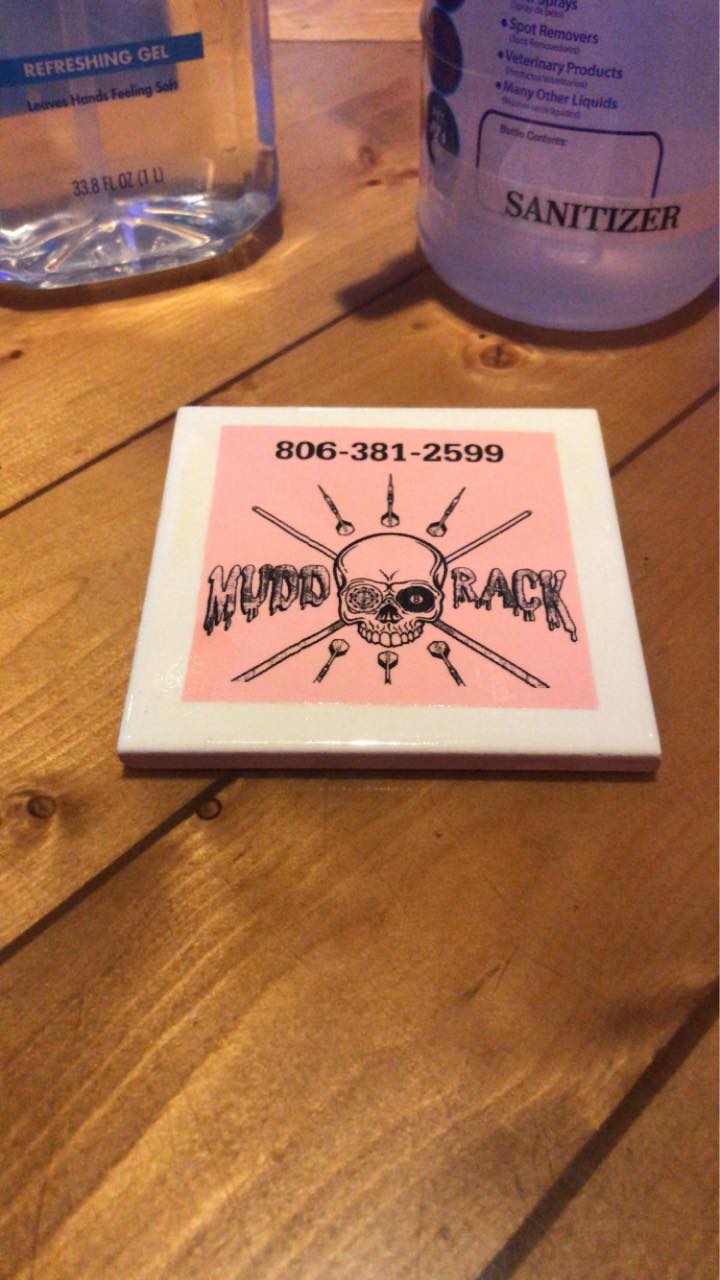 REFRESHING GEL
Leaves Hands Feeling Soft
33.8 FL OZ (1 L)
Sprays
• Spot Removers
• Veterinary Products
• Many Other Liquids
Bottle Contents:
SANITIZER
806-381-2599
MUDD RACK